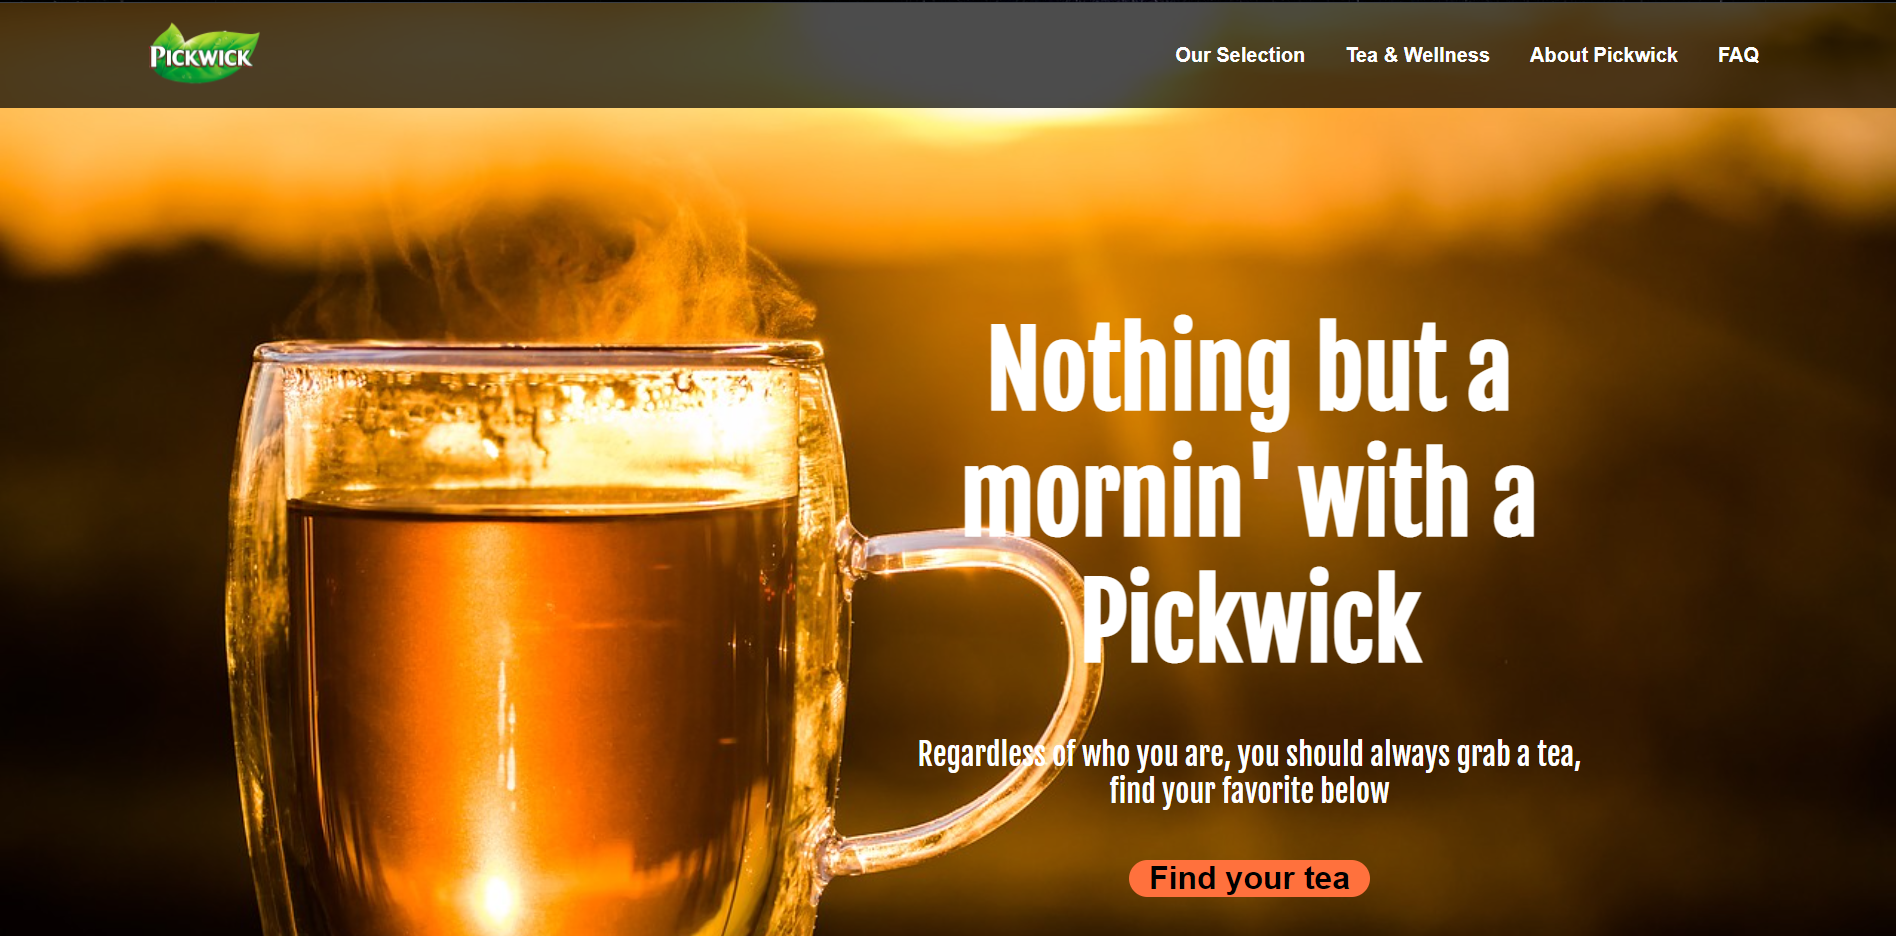 PICKWICK
Our Selection Tea & Wellness About Pickwick FAQ
Nothing but a
mornin' with a
Pickwick
Regardless of who you are, you should always grab a tea,
find your favorite below
Find your tea